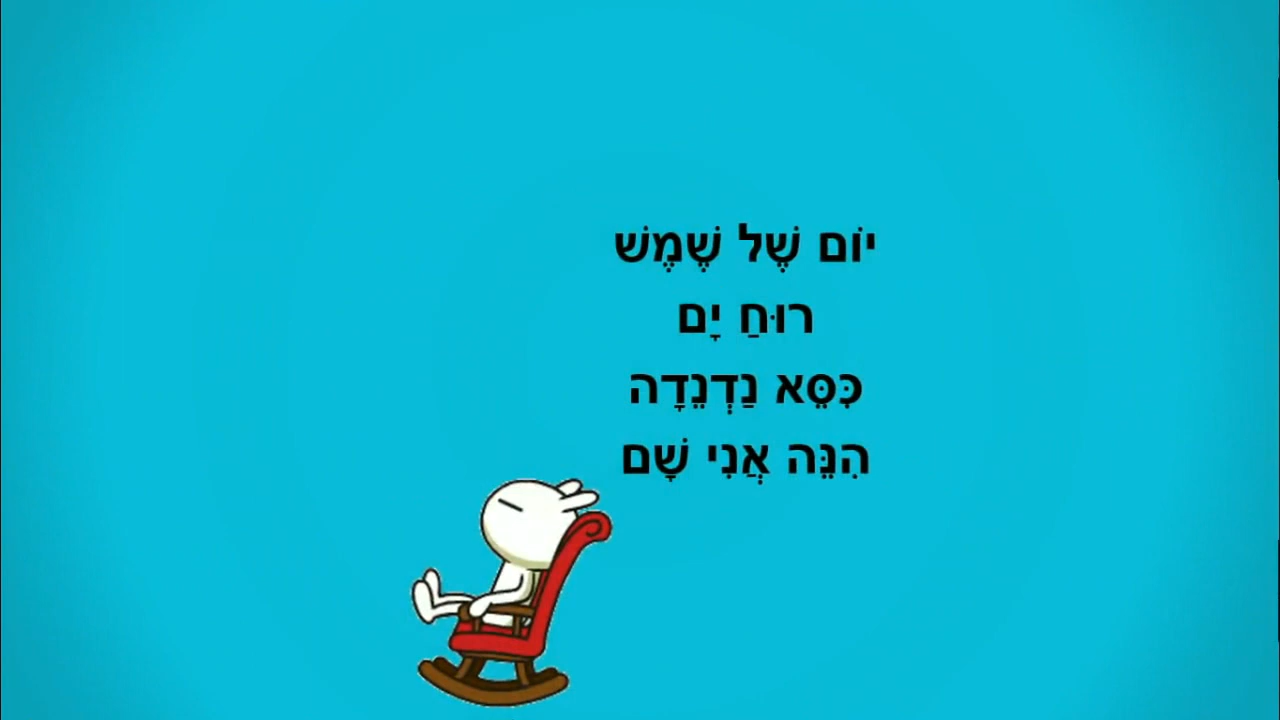 יוֹם שֶׁל שֶׁמֶשׁ
רוּחַ יָם
כִּסֵּא נַדְנֵדָה
הִנֵּה אֲנִי שָׁם